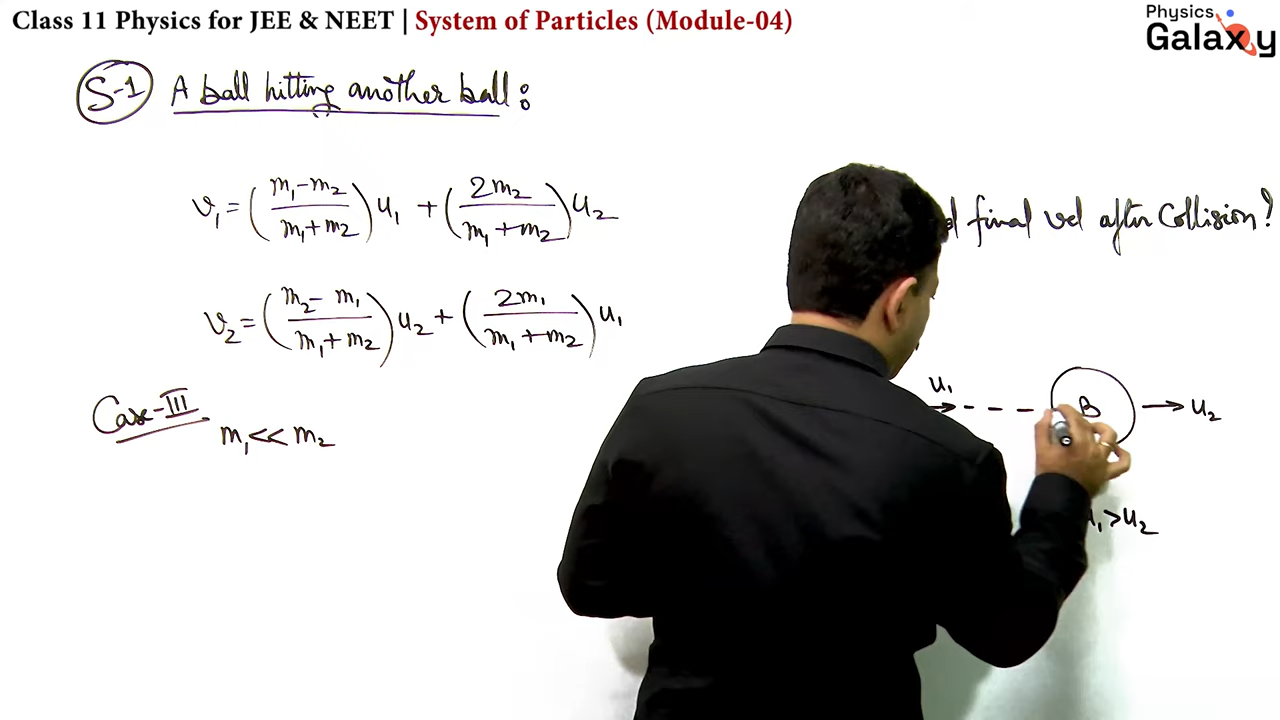 Class 11 Physics for JEE & NEET | System of Particles (Module-04)
Physics Galaxy
S-1 A ball hitting another ball :
v₁ = ((m₁ - m₂)/(m₁ + m₂)) u₁ + (2m₂/(m₁ + m₂)) u₂
final vel after Collision?
v₂ = ((m₂ - m₁)/(m₁ + m₂)) u₂ + (2m₁/(m₁ + m₂)) u₁
u₁
B
u₂
Case-III
m₁ << m₂
₁ > u₂